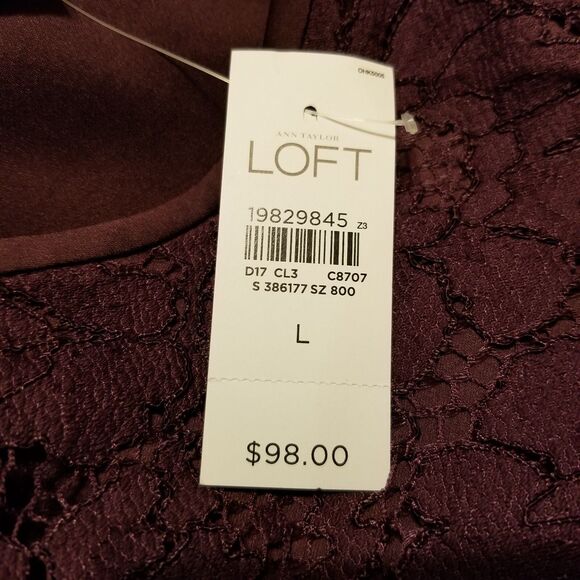 ANN TAYLOR
LOFT
19829845 Z3
D17 CL3 C8707
S 386177 SZ 800
L
$98.00